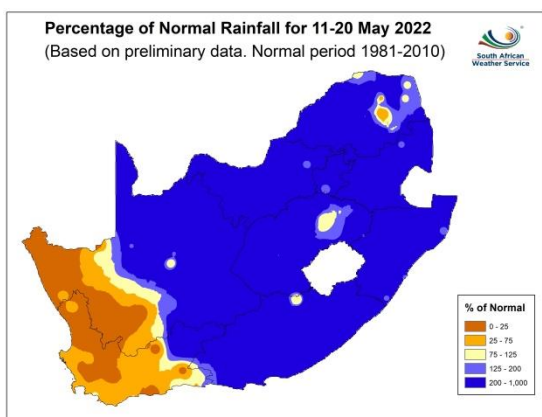 Percentage of Normal Rainfall for 11-20 May 2022
(Based on preliminary data. Normal period 1981-2010)
South African
Weather Service
% of Normal
0 - 25
25 - 75
75 - 125
125 - 200
200 - 1,000